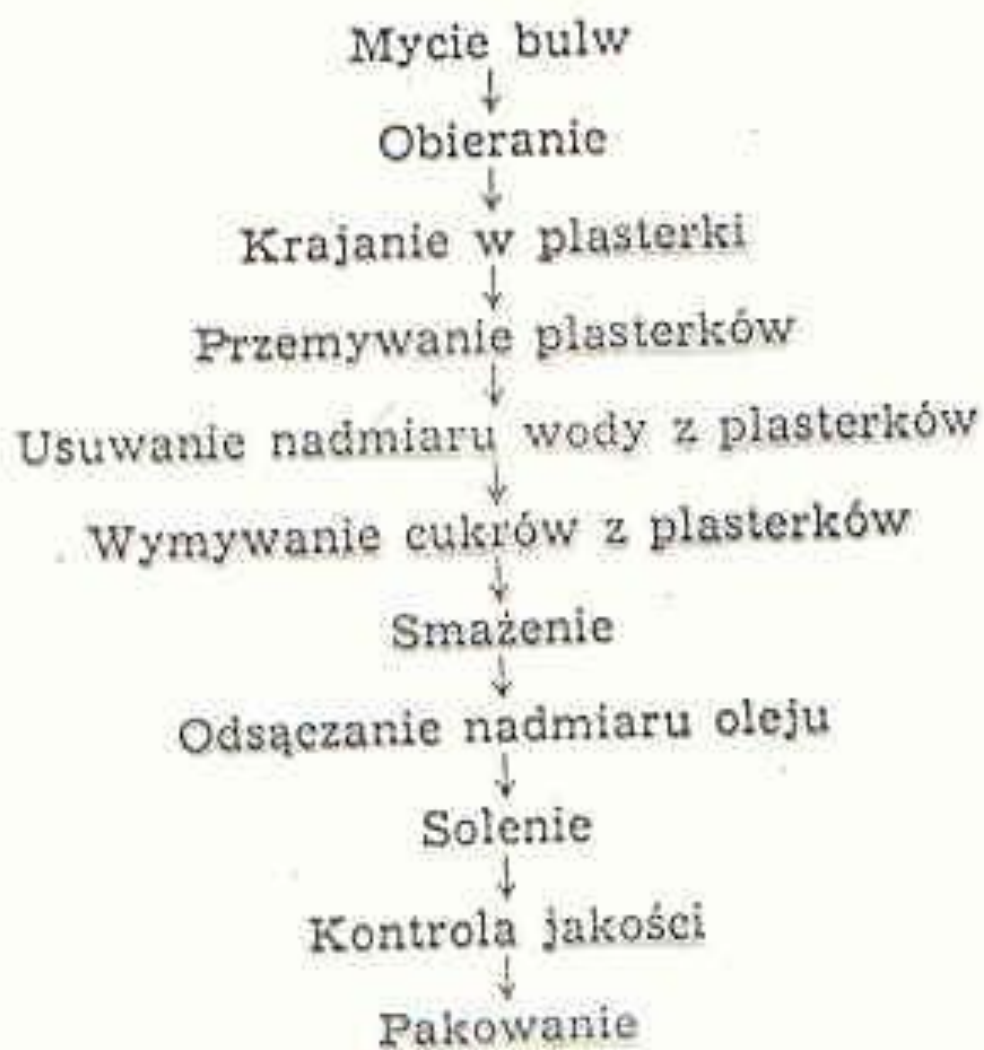 Mycie bulw
Obieranie
Krajanie w plasterki
Przemywanie plasterków
Usuwanie nadmiaru wody z plasterków
Wymywanie cukrów z plasterków
Smażenie
Odsączanie nadmiaru oleju
Solenie
Kontrola jakości
Pakowanie